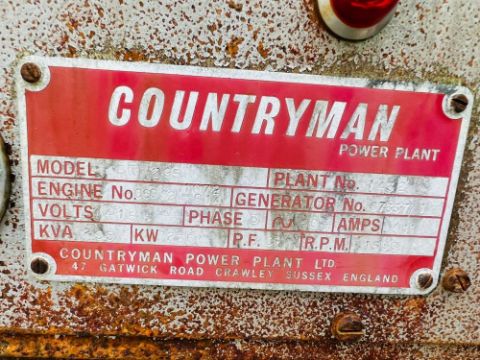 COUNTRYMAN
POWER PLANT
MODEL PLANT No.
ENGINE No. GENERATOR No.
VOLTS PHASE AMPS
KVA KW P.F. R.P.M.
COUNTRYMAN POWER PLANT LTD.
47, GATWICK ROAD CRAWLEY SUSSEX ENGLAND